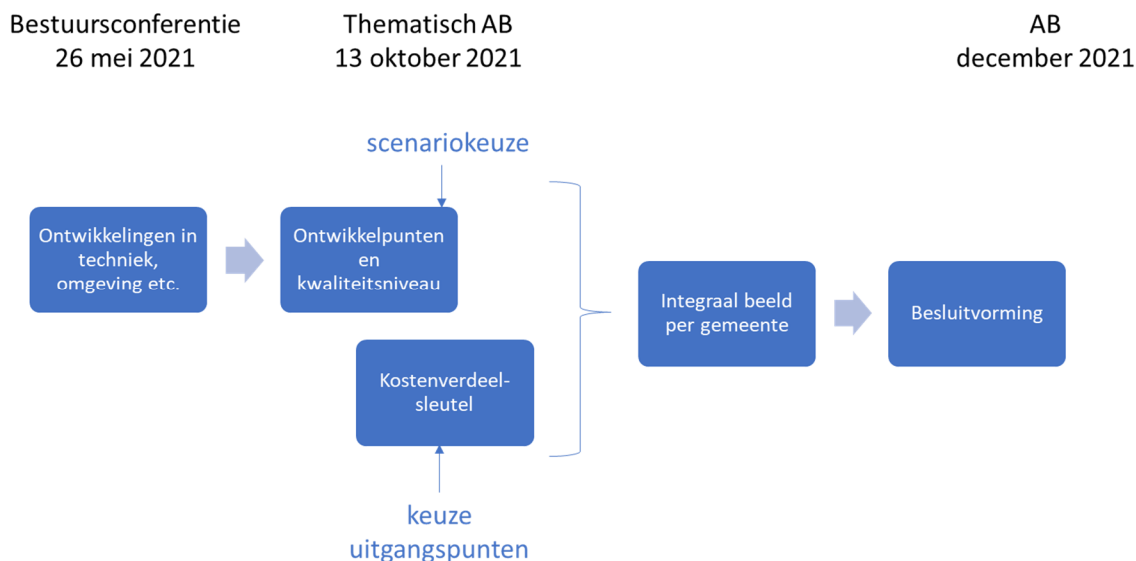 Bestuursconferentie
26 mei 2021
Thematisch AB
13 oktober 2021
AB
december 2021
scenariokeuze
Ontwikkelingen in
techniek,
omgeving etc.
Ontwikkelpunten
en
kwaliteitsniveau
Kostenverdeel-
sleutel
keuze
uitgangspunten
Integraal beeld
per gemeente
Besluitvorming